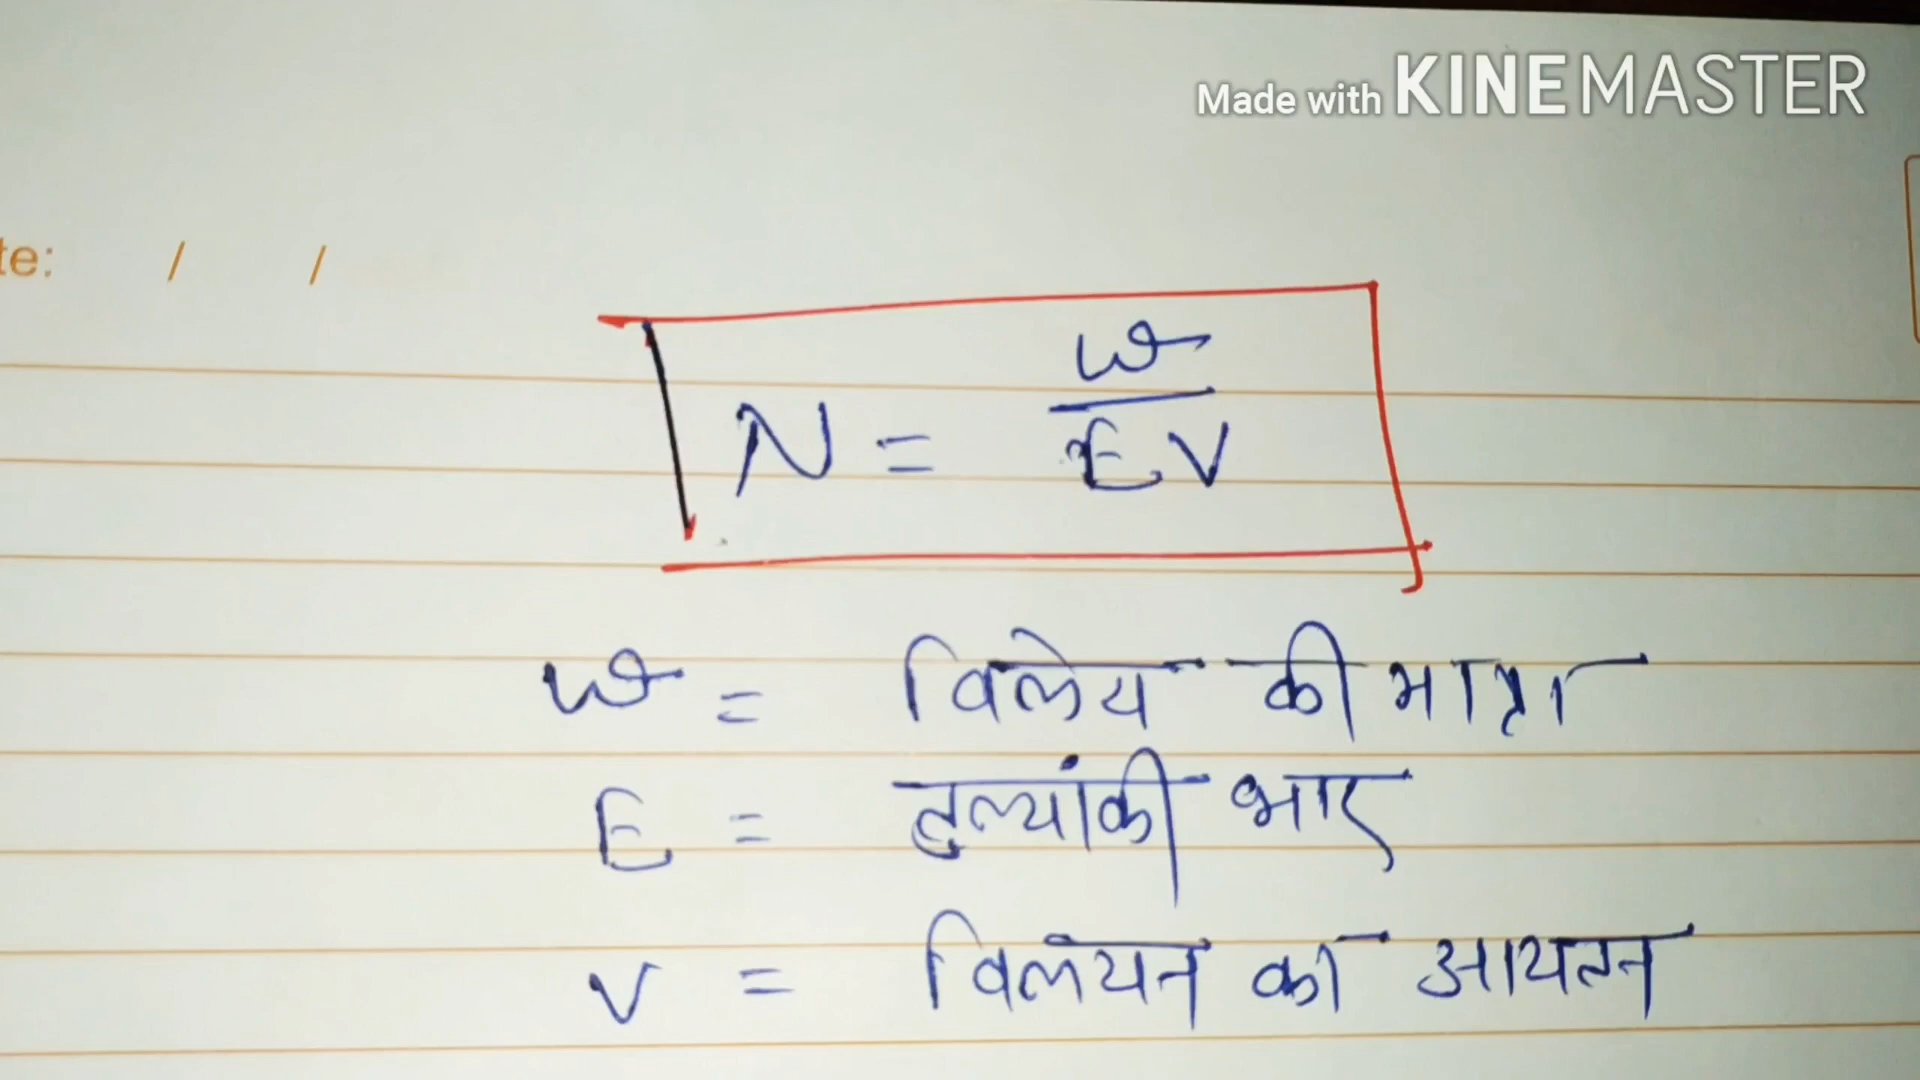 Made with KINEMASTER
te: / /
N = w / EV
w = विलेय की मात्रा
E = तुल्यांकी भार
V = विलयन का आयतन